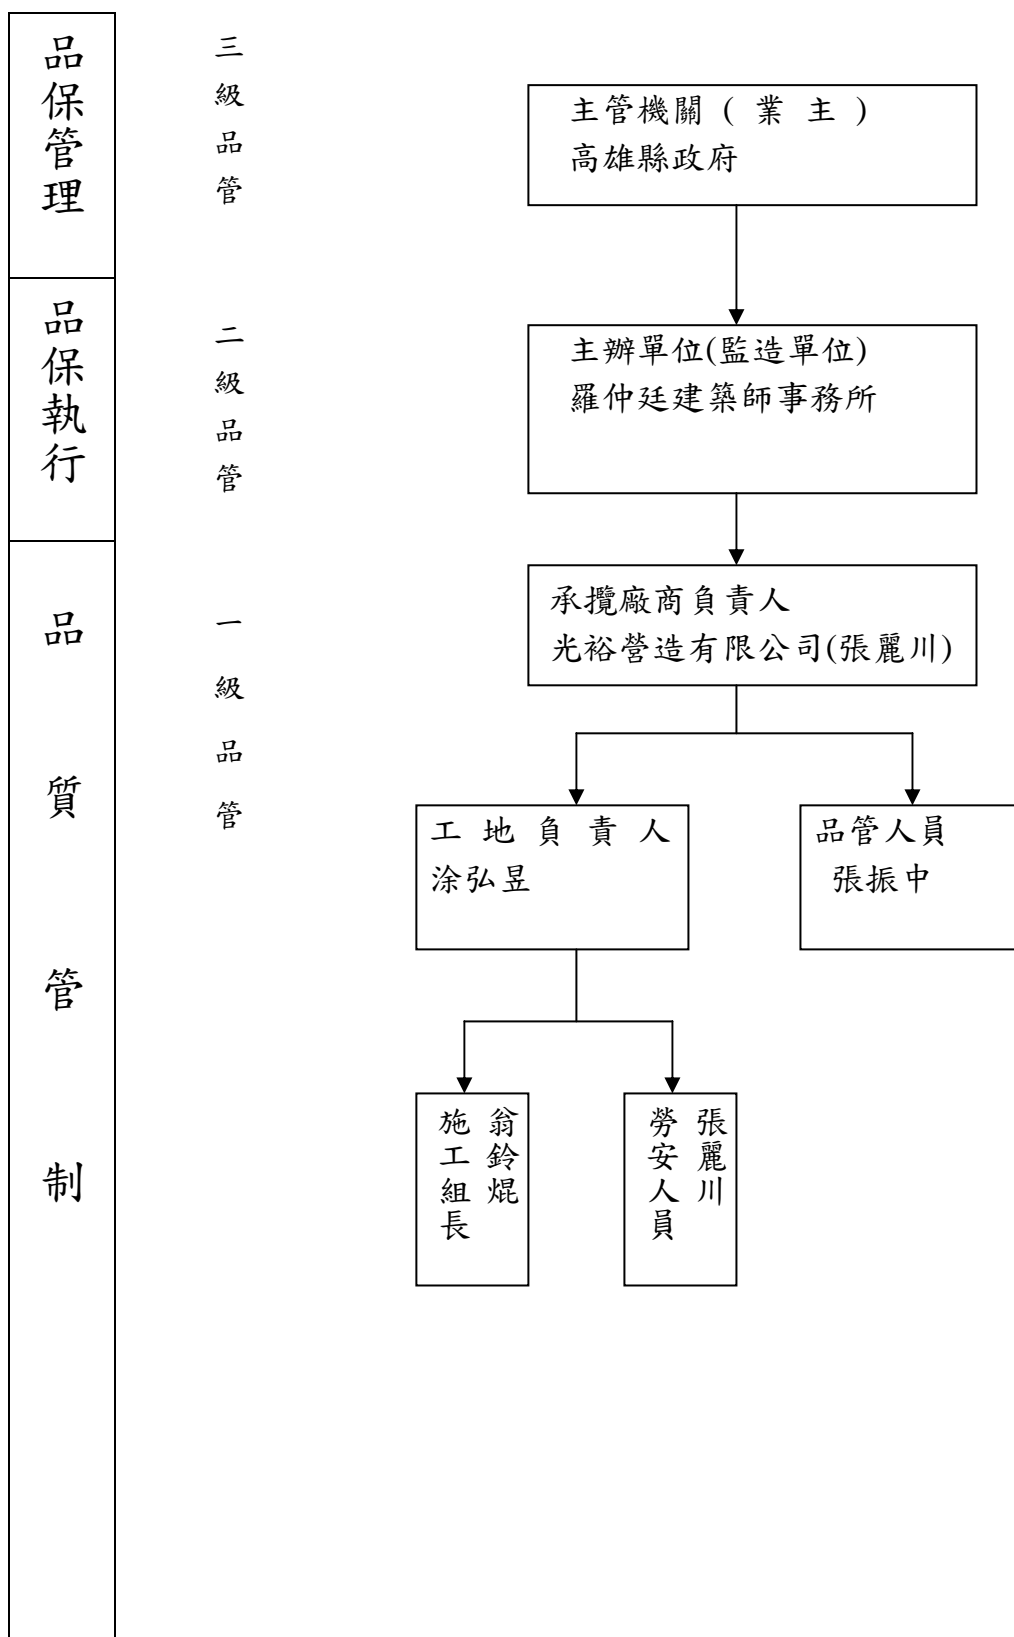 品保管理
三級品管
主管機關(業主)
高雄縣政府
品保執行
二級品管
主辦單位(監造單位)
羅仲廷建築師事務所
品質管制
一級品管
承攬廠商負責人
光裕營造有限公司(張麗川)
工地負責人
涂弘昱
品管人員
張振中
施工組長
翁鈴焜
勞安人員
張麗川